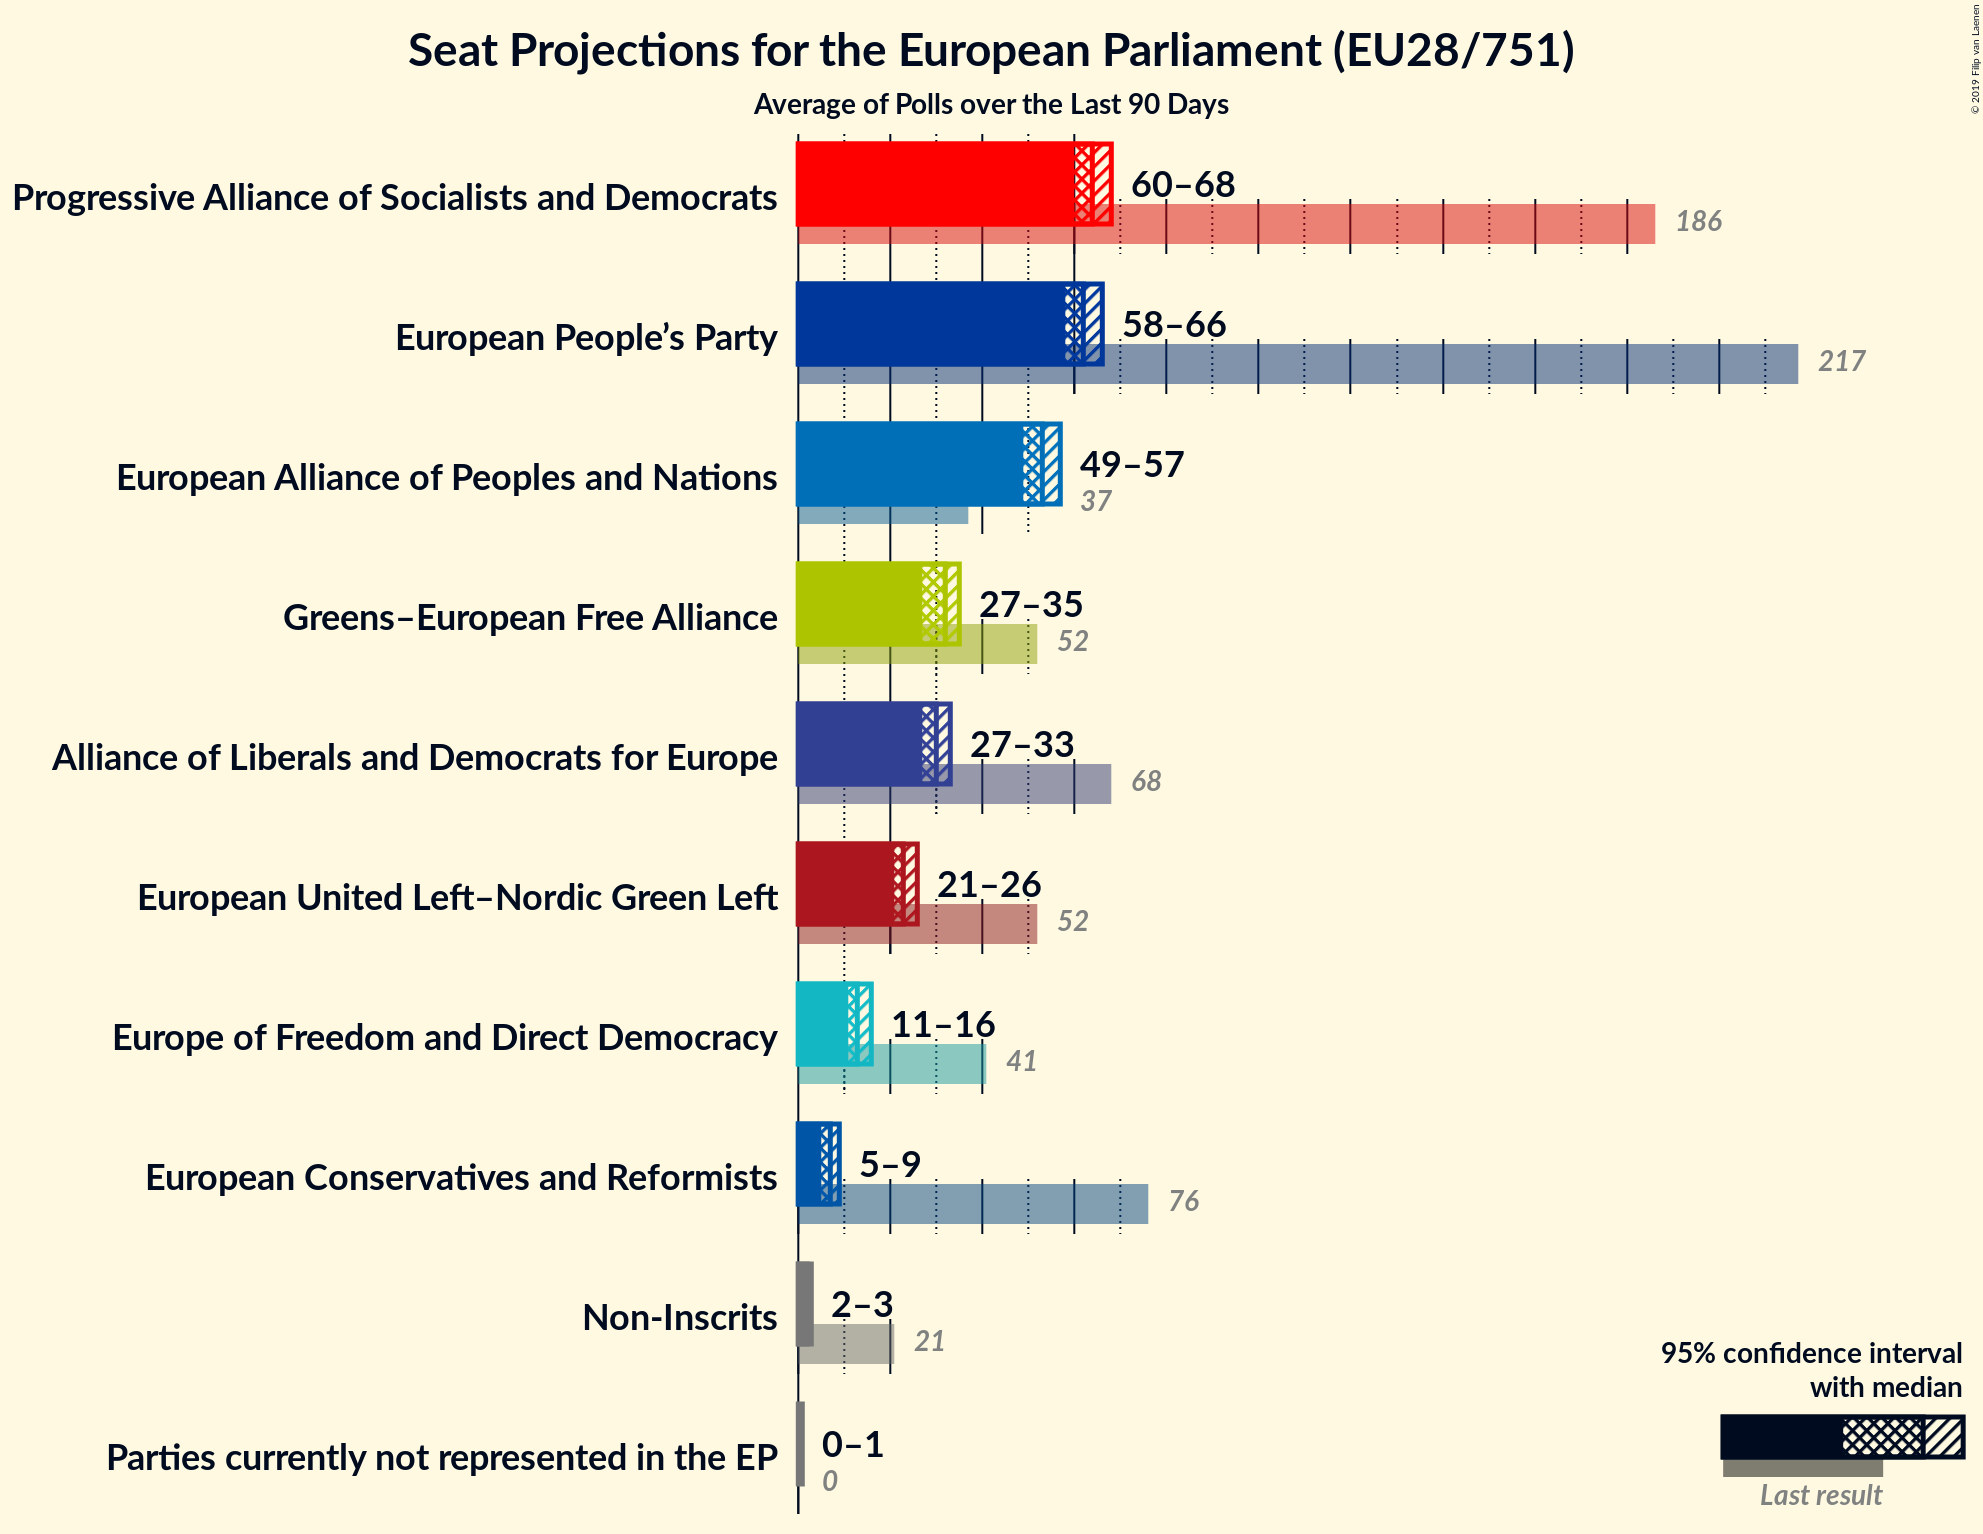 Seat Projections for the European Parliament (EU28/751)
Average of Polls over the Last 90 Days
© 2019 Filip van Laenen
Progressive Alliance of Socialists and Democrats
60–68
186
European People’s Party
58–66
217
European Alliance of Peoples and Nations
49–57
37
Greens–European Free Alliance
27–35
52
Alliance of Liberals and Democrats for Europe
27–33
68
European United Left–Nordic Green Left
21–26
52
Europe of Freedom and Direct Democracy
11–16
41
European Conservatives and Reformists
5–9
76
Non-Inscrits
2–3
21
Parties currently not represented in the EP
0–1
0
95% confidence interval
with median
Last result